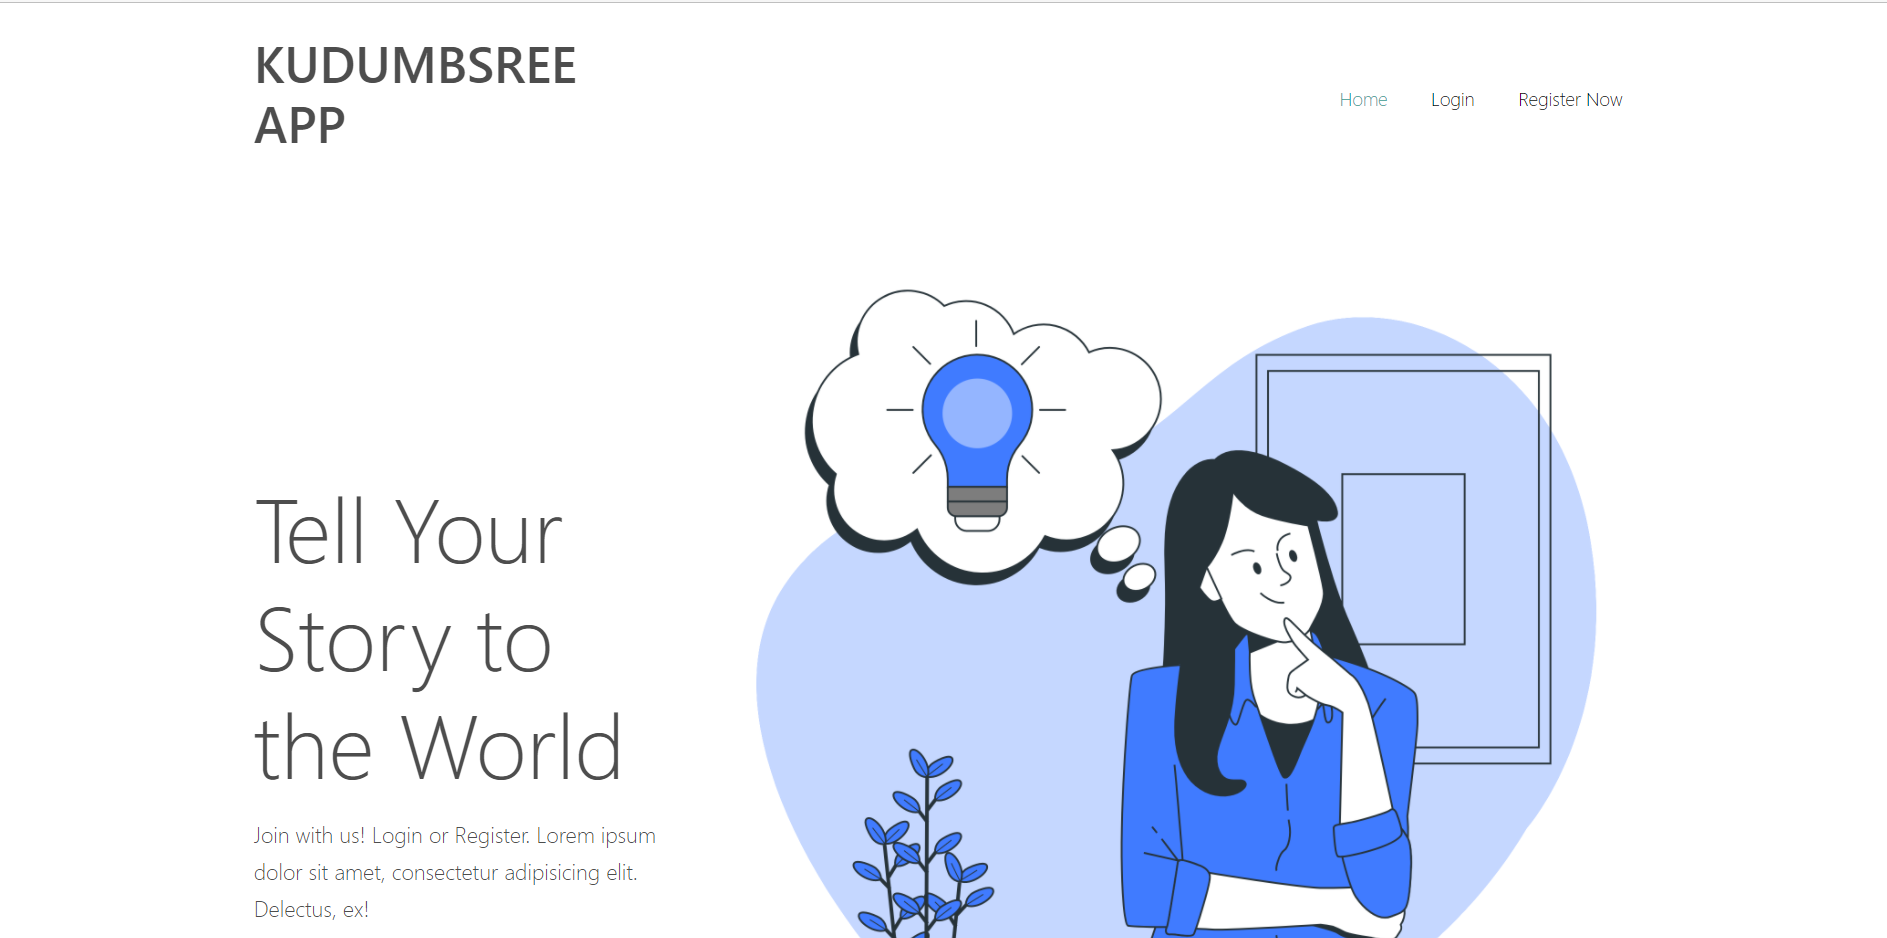 KUDUMBSREE
APP
Home
Login
Register Now
Tell Your
Story to
the World
Join with us! Login or Register. Lorem ipsum
dolor sit amet, consectetur adipisicing elit.
Delectus, ex!